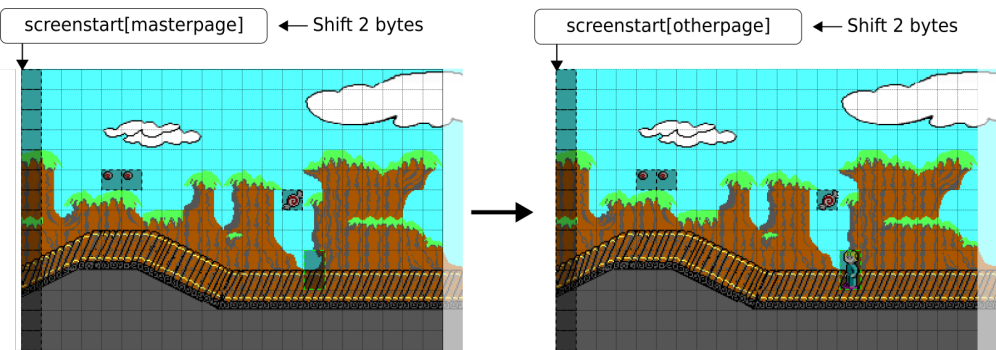 screenstart[masterpage]
Shift 2 bytes
screenstart[otherpage]
Shift 2 bytes